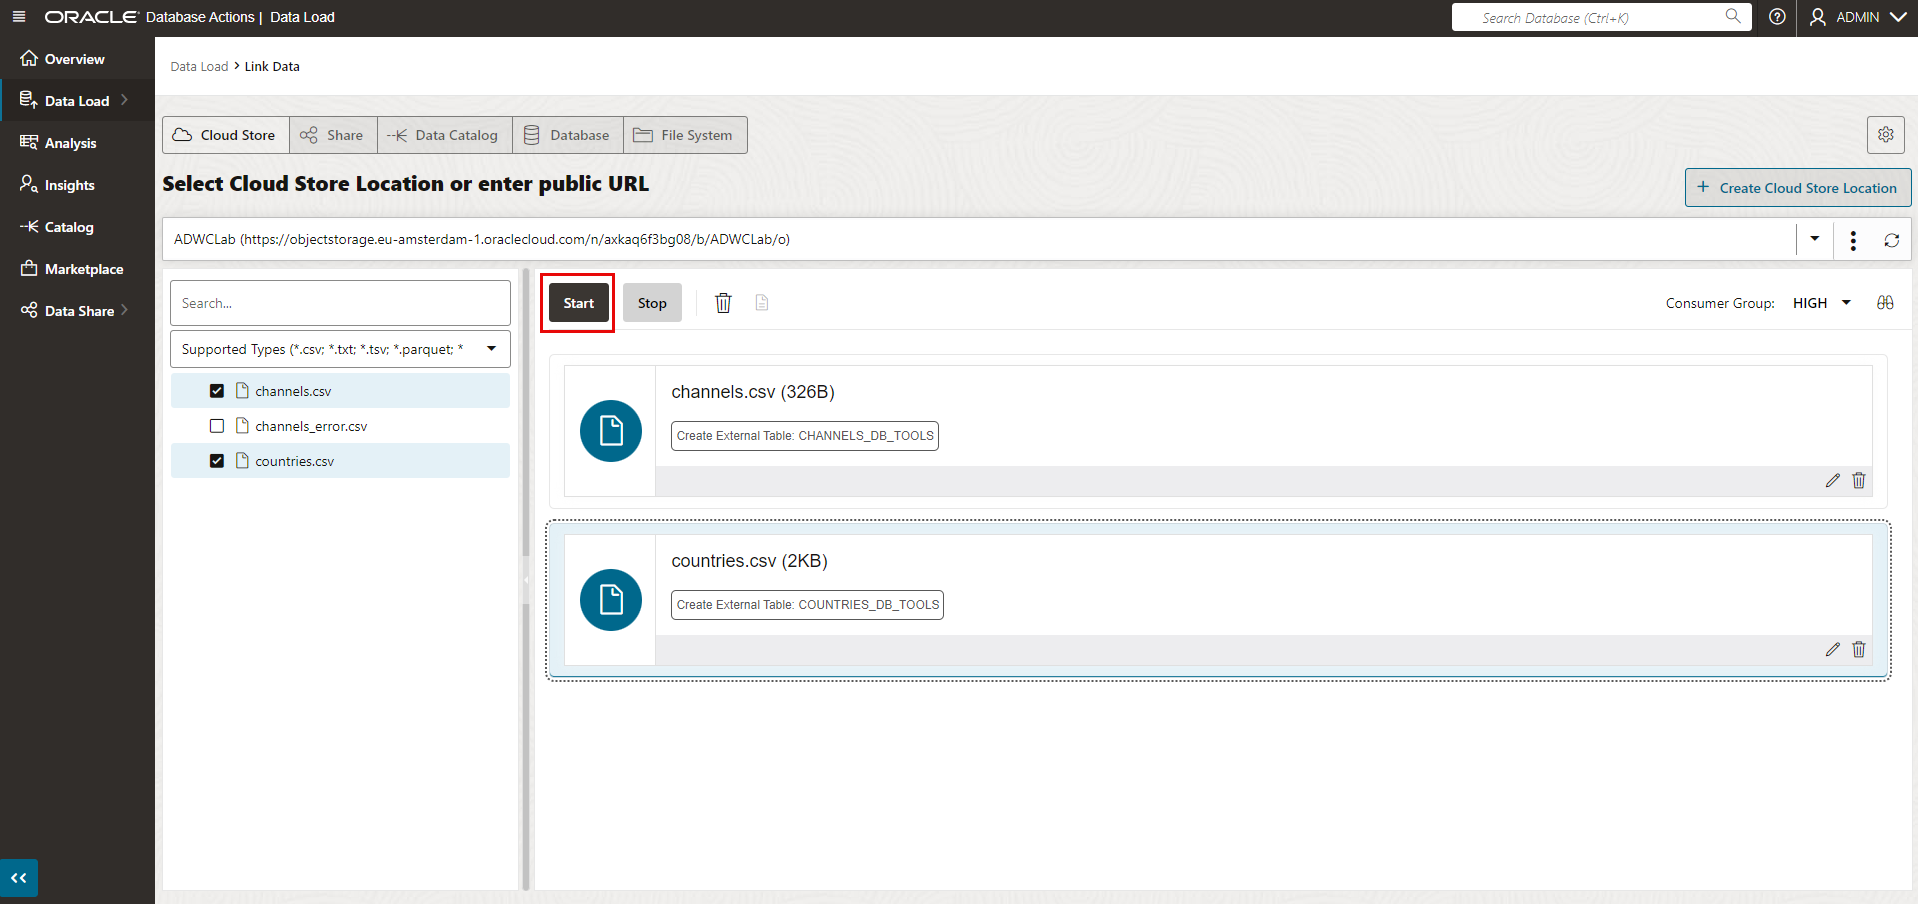 ORACLE Database Actions | Data Load
Search Database (Ctrl+K)
ADMIN
Overview
Data Load
Analysis
Insights
Catalog
Marketplace
Data Share
Data Load > Link Data
Cloud Store
Share
Data Catalog
Database
File System
Select Cloud Store Location or enter public URL
+ Create Cloud Store Location
ADWCLab (https://objectstorage.eu-amsterdam-1.oraclecloud.com/n/axkaq6f3bg08/b/ADWCLab/o)
Search...
Supported Types (*.csv; *.txt; *.tsv; *.parquet; *
channels.csv
channels_error.csv
countries.csv
Start
Stop
Consumer Group: HIGH
channels.csv (326B)
Create External Table: CHANNELS_DB_TOOLS
countries.csv (2KB)
Create External Table: COUNTRIES_DB_TOOLS